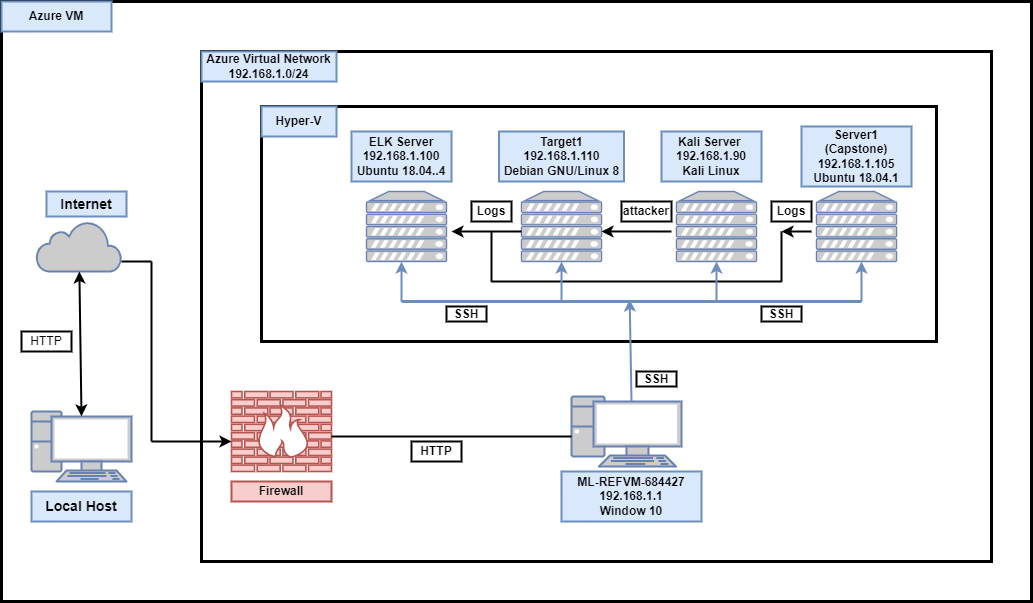 Azure VM
Azure Virtual Network
192.168.1.0/24
Hyper-V
ELK Server
192.168.1.100
Ubuntu 18.04..4
Target1
192.168.1.110
Debian GNU/Linux 8
Kali Server
192.168.1.90
Kali Linux
Server1
(Capstone)
192.168.1.105
Ubuntu 18.04.1
Internet
Logs
attacker
Logs
SSH
SSH
HTTP
SSH
HTTP
Firewall
Local Host
ML-REFVM-684427
192.168.1.1
Window 10